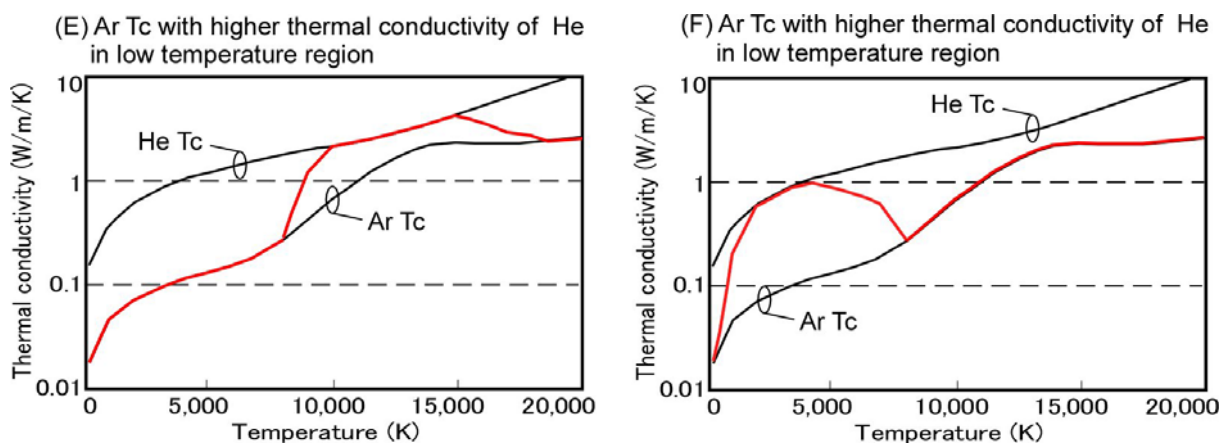 (E) Ar Tc with higher thermal conductivity of He
in low temperature region
Thermal conductivity (W/m/K)
10
1
0.1
0.01
He Tc
Ar Tc
0
5,000
10,000
15,000
20,000
Temperature (K)
(F) Ar Tc with higher thermal conductivity of He
in low temperature region
Thermal conductivity (W/m/K)
10
1
0.1
0.01
He Tc
Ar Tc
0
5,000
10,000
15,000
20,000
Temperature (K)